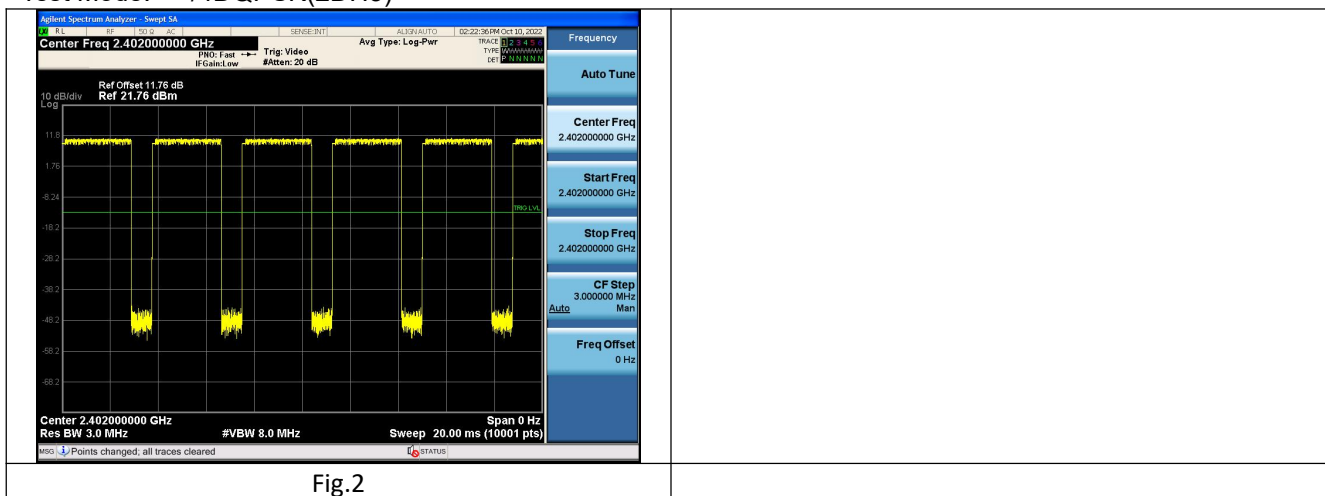 Agilent Spectrum Analyzer - Swept SA
RL RF 50 Ω AC SENSE:INT ALIGNAUTO 02:22:36PM Oct 10, 2022
Center Freq 2.402000000 GHz
PNO: Fast
IFGain:Low
Trig: Video
#Atten: 20 dB
Avg Type: Log-Pwr
TRACE 1 2 3 4 5 6
TYPE
DET P N N N N N
Ref Offset 11.76 dB
10 dB/div Ref 21.76 dBm
Log
11.8
1.76
-8.24
TRIG LVL
-18.2
-28.2
-38.2
-48.2
-58.2
-68.2
Center 2.402000000 GHz Span 0 Hz
Res BW 3.0 MHz #VBW 8.0 MHz Sweep 20.00 ms (10001 pts)
MSG Points changed; all traces cleared STATUS
Frequency
Auto Tune
Center Freq
2.402000000 GHz
Start Freq
2.402000000 GHz
Stop Freq
2.402000000 GHz
CF Step
3.000000 MHz
Auto Man
Freq Offset
0 Hz
Fig.2